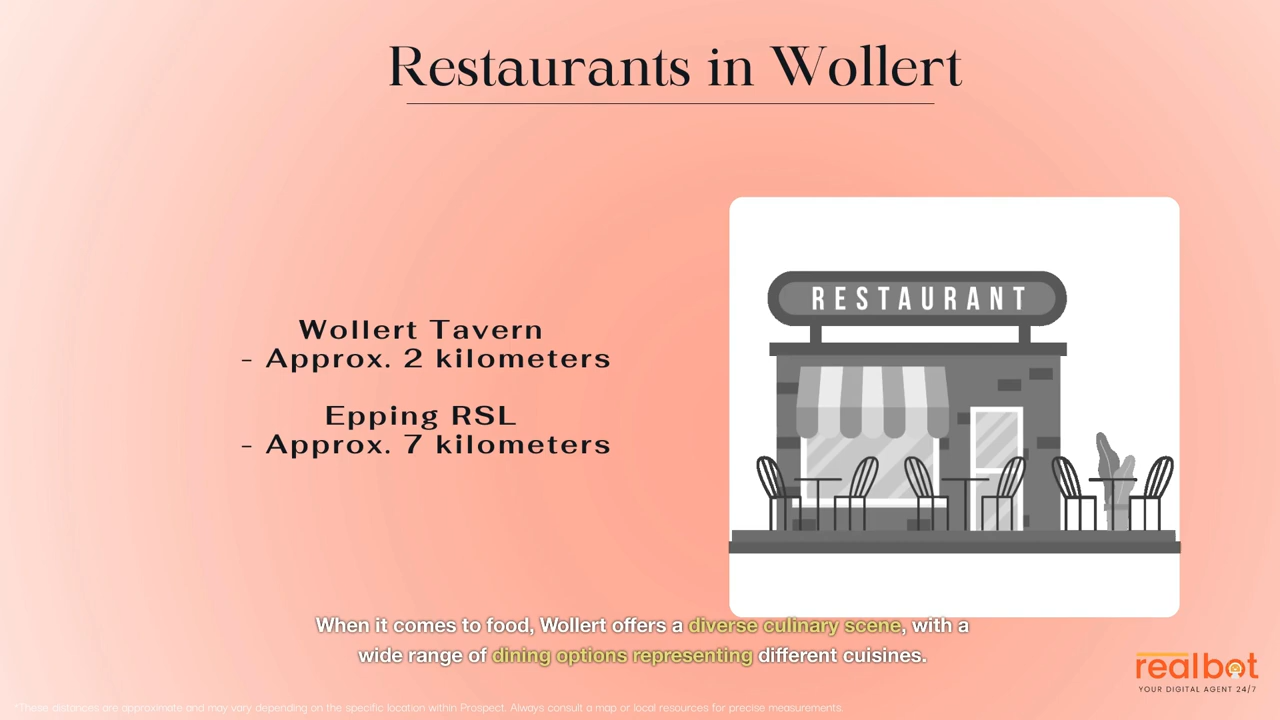 Restaurants in Wollert
RESTAURANT
Wollert Tavern
- Approx. 2 kilometers
Epping RSL
- Approx. 7 kilometers
When it comes to food, Wollert offers a diverse culinary scene, with a
wide range of dining options representing different cuisines.
realbot
YOUR DIGITAL AGENT 24/7
*These distances are approximate and may vary depending on the specific location within Prospect. Always consult a map or local resources for precise measurements.